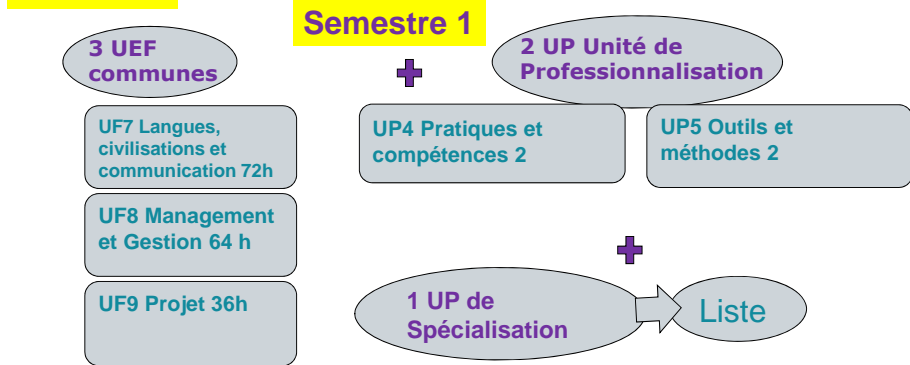 Semestre 1
3 UEF
communes
2 UP Unité de
Professionnalisation
UF7 Langues,
civilisations et
communication 72h
UP4 Pratiques et
compétences 2
UP5 Outils et
méthodes 2
UF8 Management
et Gestion 64 h
UF9 Projet 36h
1 UP de
Spécialisation
Liste